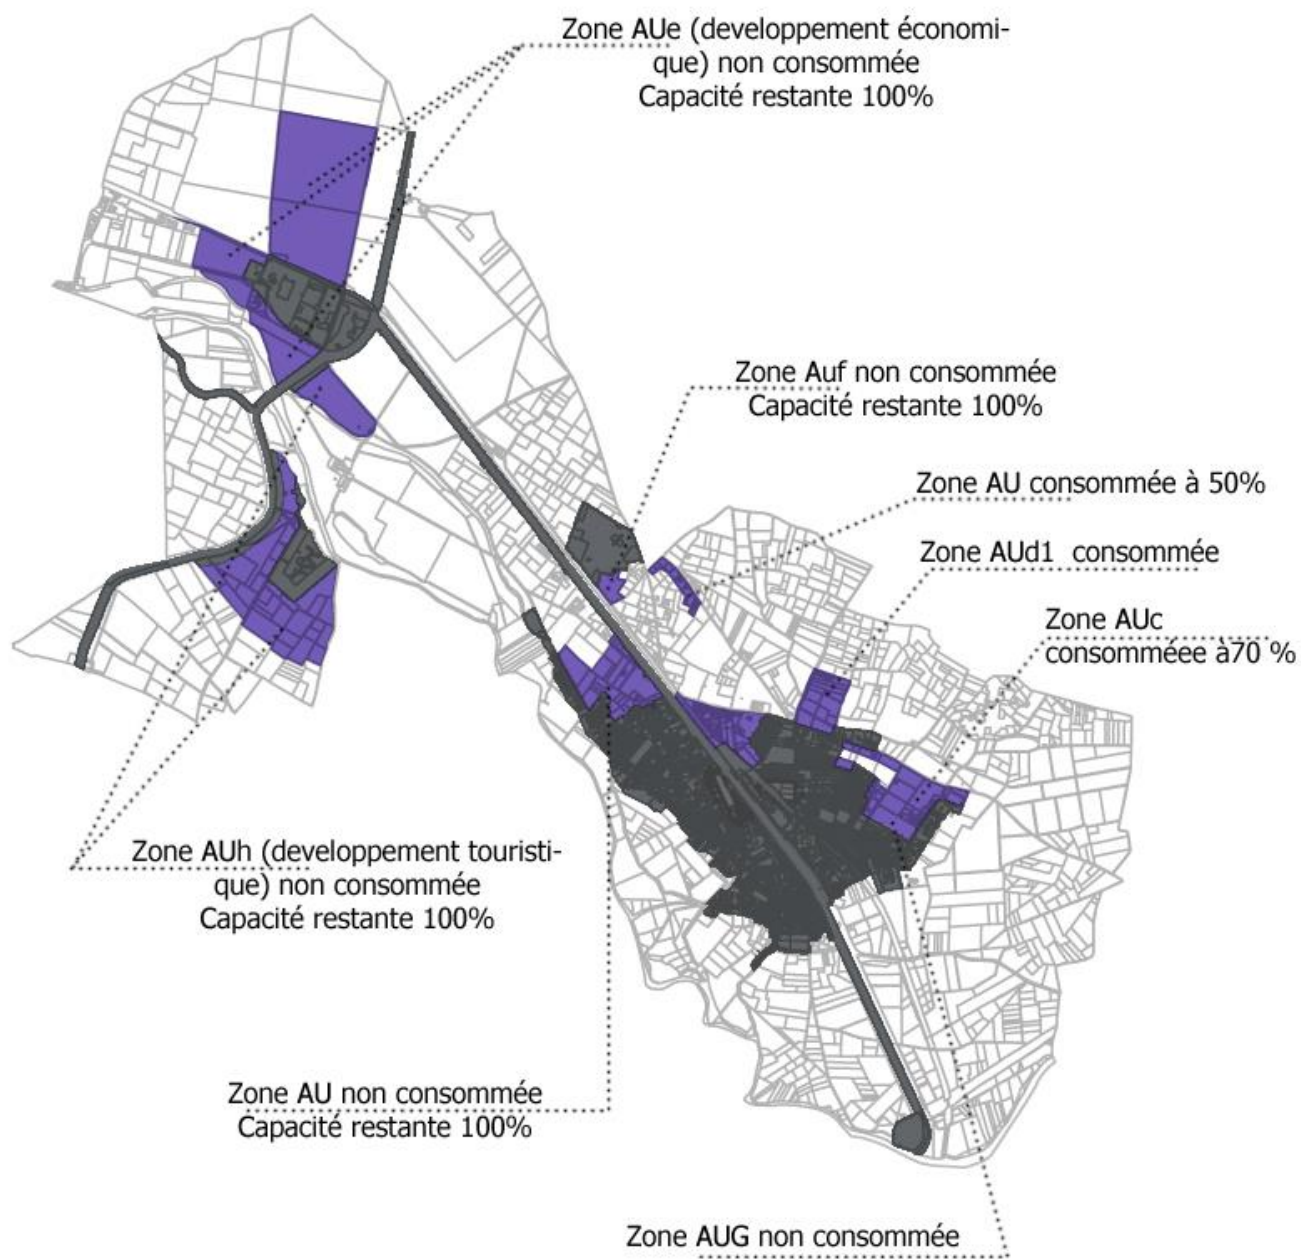 Zone AUe (developpement économi-
que) non consommée
Capacité restante 100%
Zone Auf non consommée
Capacité restante 100%
Zone AU consommée à 50%
Zone AUd1 consommée
Zone AUc
consomméee à70 %
Zone AUh (developpement touristi-
que) non consommée
Capacité restante 100%
Zone AU non consommée
Capacité restante 100%
Zone AUG non consommée